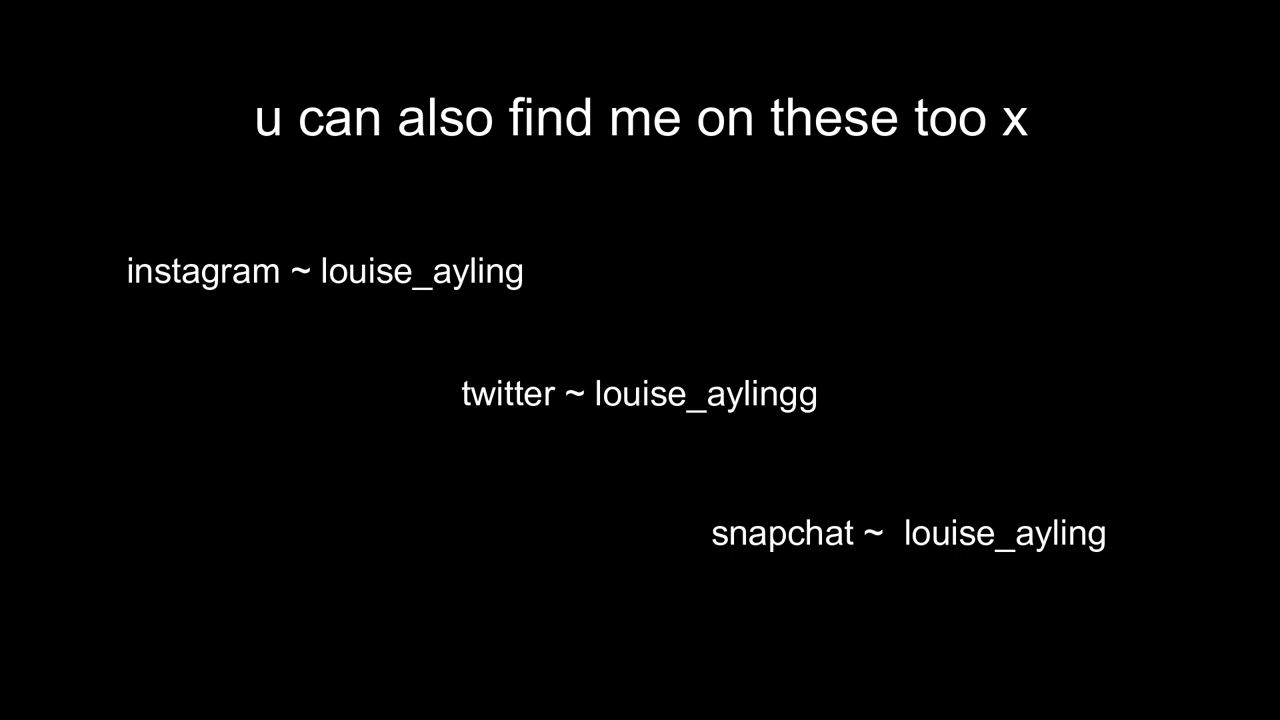 u can also find me on these too x
instagram ~ louise_ayling
twitter ~ louise_aylingg
snapchat ~  louise_ayling